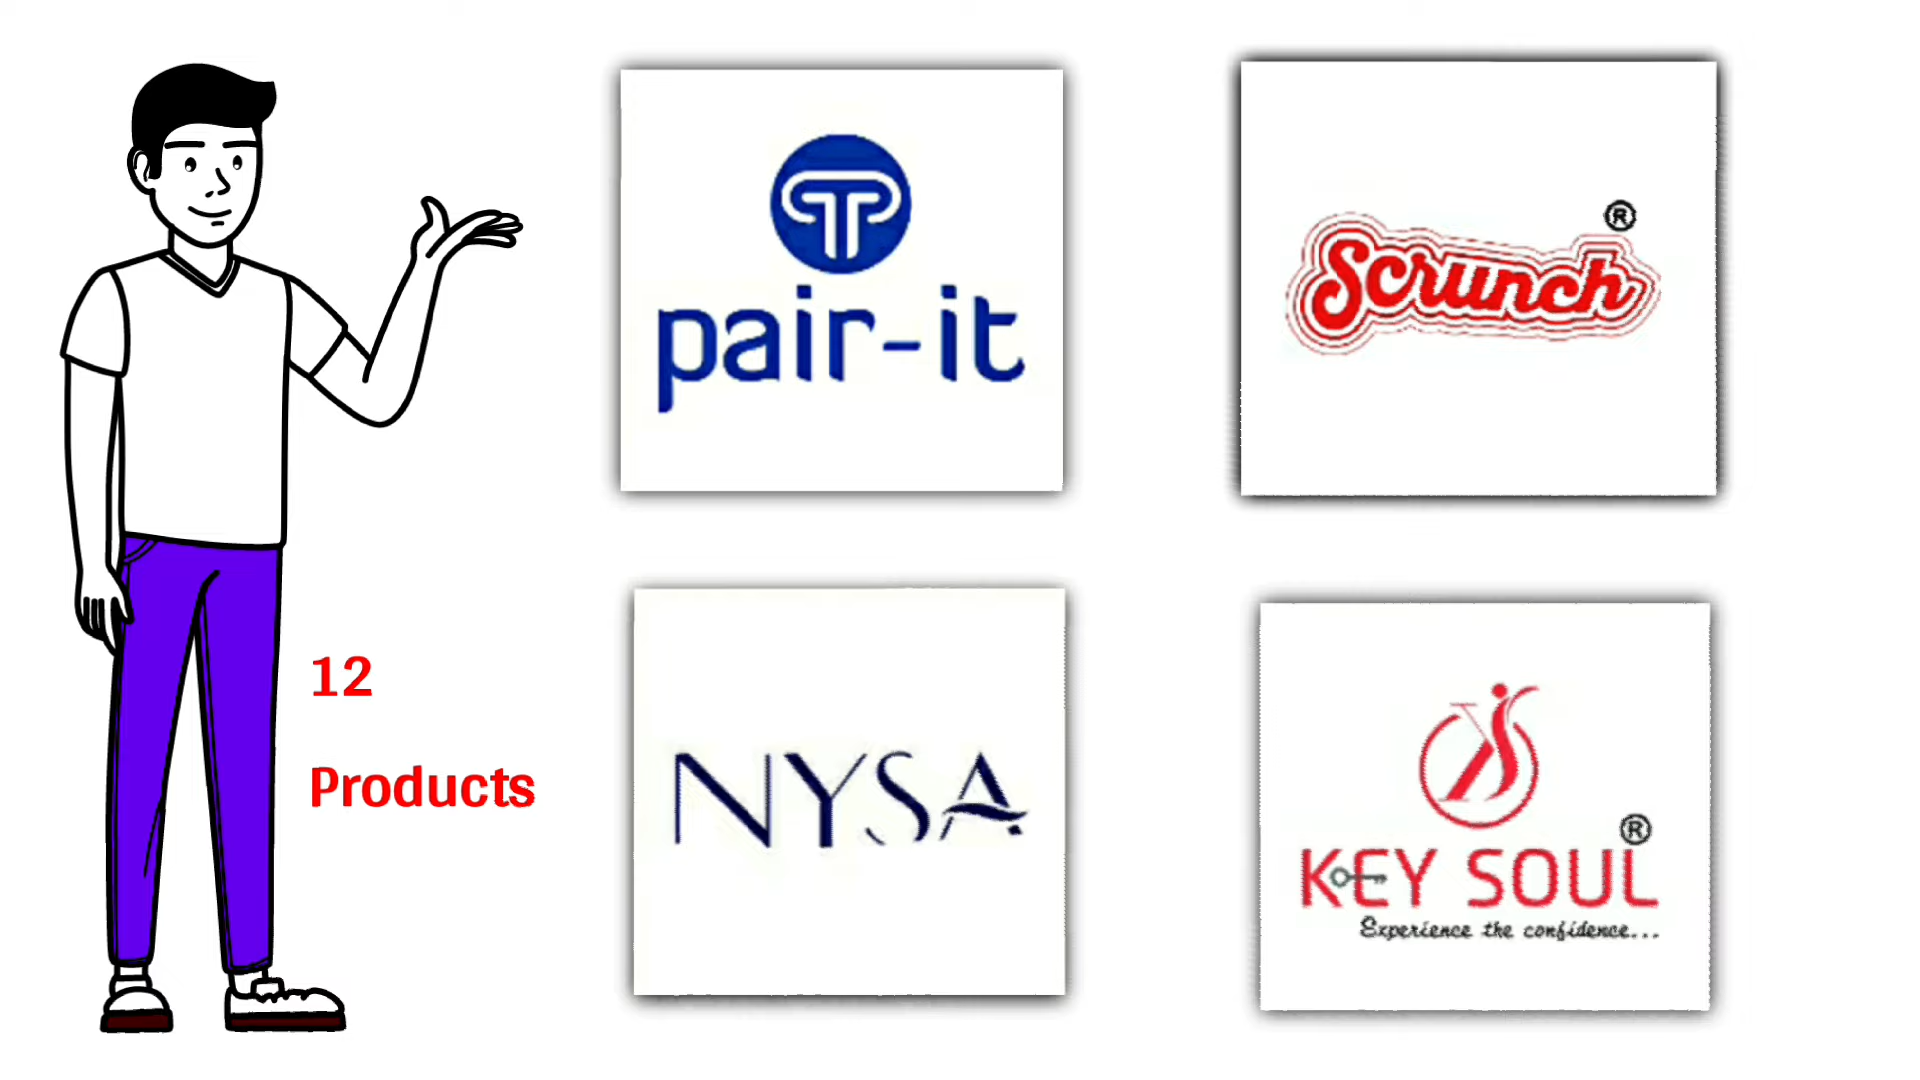 pair-it
Scrunch®
12
Products
NYSA
KEY SOUL®
Experience the confidence...